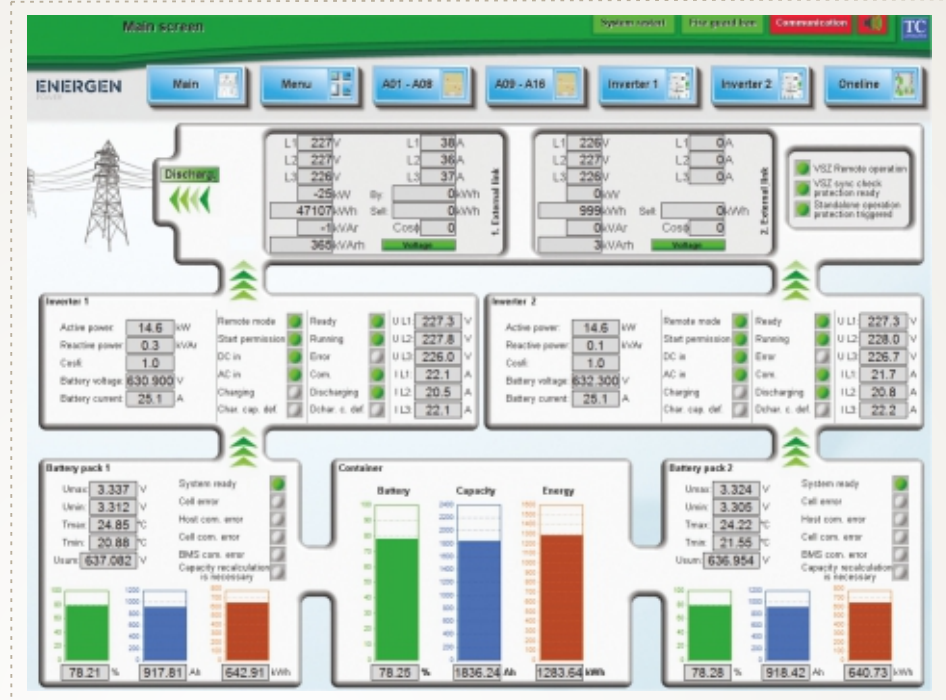 Main screen
System restart
Fire guard ban
Communication
TC
ENERGEN
Main
Menu
A01 - A08
A09 - A16
Inverter 1
Inverter 2
Oneline
Discharg.
L1 227 V L1 38 A
L2 227 V L2 36 A
L3 226 V L3 37 A
-25 kW By: 0 kWh
47107 kWh Sell: 0 kWh
-1 kVAr Cosϕ 0
365 kVArh Voltage
1. External link
L1 226 V L1 0 A
L2 227 V L2 0 A
L3 226 V L3 0 A
0 kW
999 kWh Sell 0 kWh
0 kVAr Cosϕ 0
3 kVArh Voltage
2. External link
VSZ Remote operation
VSZ sync check
protection ready
Standalone operation
protection triggered
Inverter 1
Active power: 14.6 kW
Reactive power: 0.3 kVAr
Cosfi: 1.0
Battery voltage: 630.900 V
Battery current: 25.1 A
Remote mode
Start permission
DC in
AC in
Charging
Char. cap. def.
Ready
Running
Error
Com.
Discharging
Dchar. c. def.
U L1: 227.3 V
U L2: 227.8 V
U L3: 226.0 V
I L1: 22.1 A
I L2: 20.5 A
I L3: 22.1 A
Inverter 2
Active power: 14.6 kW
Reactive power: 0.1 kVAr
Cosfi: 1.0
Battery voltage: 632.300 V
Battery current: 25.1 A
Remote mode
Start permission
DC in
AC in
Charging
Char. cap. def.
Ready
Running
Error
Com.
Discharging
Dchar. c. def.
U L1: 227.3 V
U L2: 228.0 V
U L3: 226.7 V
I L1: 21.7 A
I L2: 20.8 A
I L3: 22.2 A
Battery pack 1
Umax: 3.337 V
Umin: 3.312 V
Tmax: 24.85 °C
Tmin: 20.88 °C
Usum: 637.082 V
System ready
Cell error
Host com. error
Cell com. error
BMS com. error
Capacity recalculation
is necessary
78.21 %
917.81 Ah
642.91 kWh
Container
Battery
Capacity
Energy
78.25 %
1836.24 Ah
1283.64 kWh
Battery pack 2
Umax: 3.324 V
Umin: 3.305 V
Tmax: 24.22 °C
Tmin: 21.55 °C
Usum: 636.954 V
System ready
Cell error
Host com. error
Cell com. error
BMS com. error
Capacity recalculation
is necessary
78.28 %
918.42 Ah
640.73 kWh